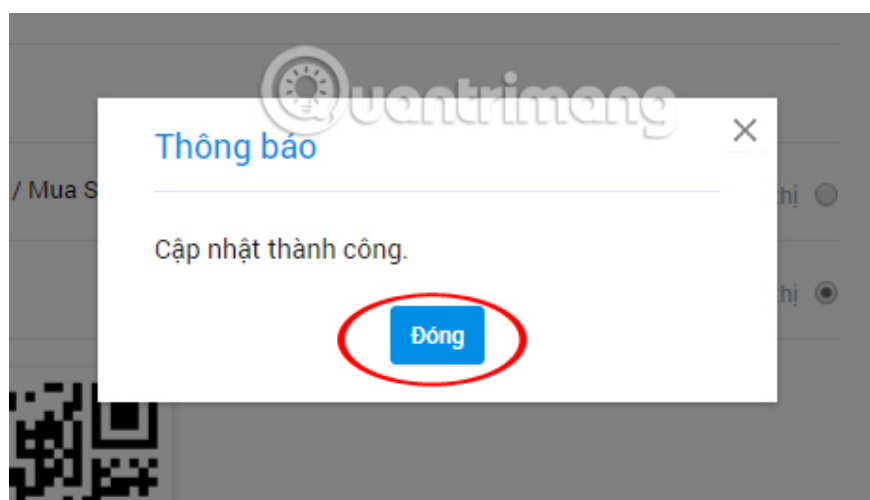 Quantrimang
Thông báo
/ Mua S
thị
Cập nhật thành công.
thị
Đóng